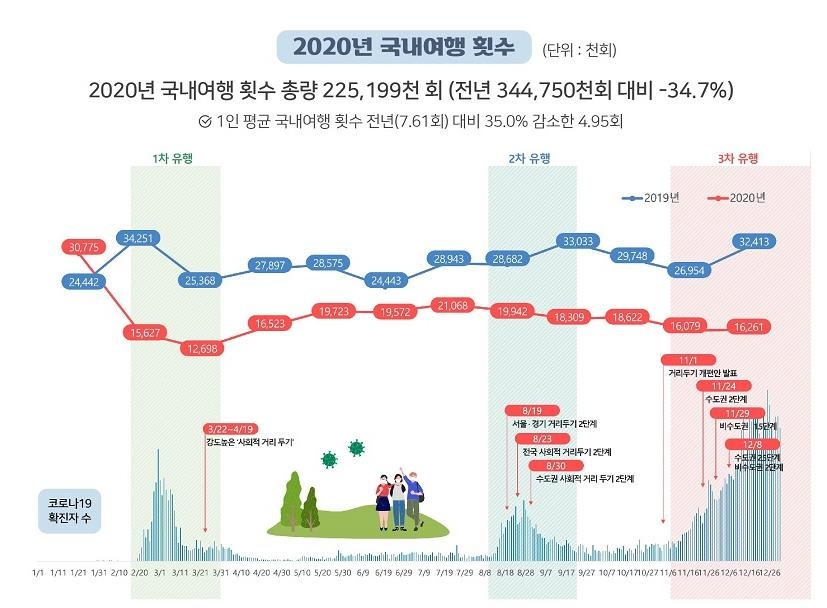 2020년 국내여행 횟수 (단위 : 천회)
2020년 국내여행 횟수 총량 225,199천 회 (전년 344,750천회 대비 -34.7%)
1인 평균 국내여행 횟수 전년(7.61회) 대비 35.0% 감소한 4.95회
1차 유행 2차 유행 3차 유행
2019년 2020년
24,442 34,251 25,368 27,897 28,575 24,443 28,943 28,682 33,033 29,748 26,954 32,413
30,775 15,627 12,698 16,523 19,723 19,572 21,068 19,942 18,309 18,622 16,079 16,261
11/1
거리두기 개편안 발표
11/24
수도권 2단계
11/29
비수도권 1.5단계
12/8
수도권 2.5단계
비수도권 2단계
8/19
서울·경기 거리두기 2단계
8/23
전국 사회적 거리두기 2단계
8/30
수도권 사회적 거리 두기 2단계
3/22~4/19
강도높은 '사회적 거리 두기'
코로나19
확진자 수
1/1 1/11 1/21 1/31 2/10 2/20 3/1 3/11 3/21 3/31 4/10 4/20 4/30 5/10 5/20 5/30 6/9 6/19 6/29 7/9 7/19 7/29 8/8 8/18 8/28 9/7 9/17 9/27 10/7 10/17 10/27 11/6 11/16 11/26 12/6 12/16 12/26